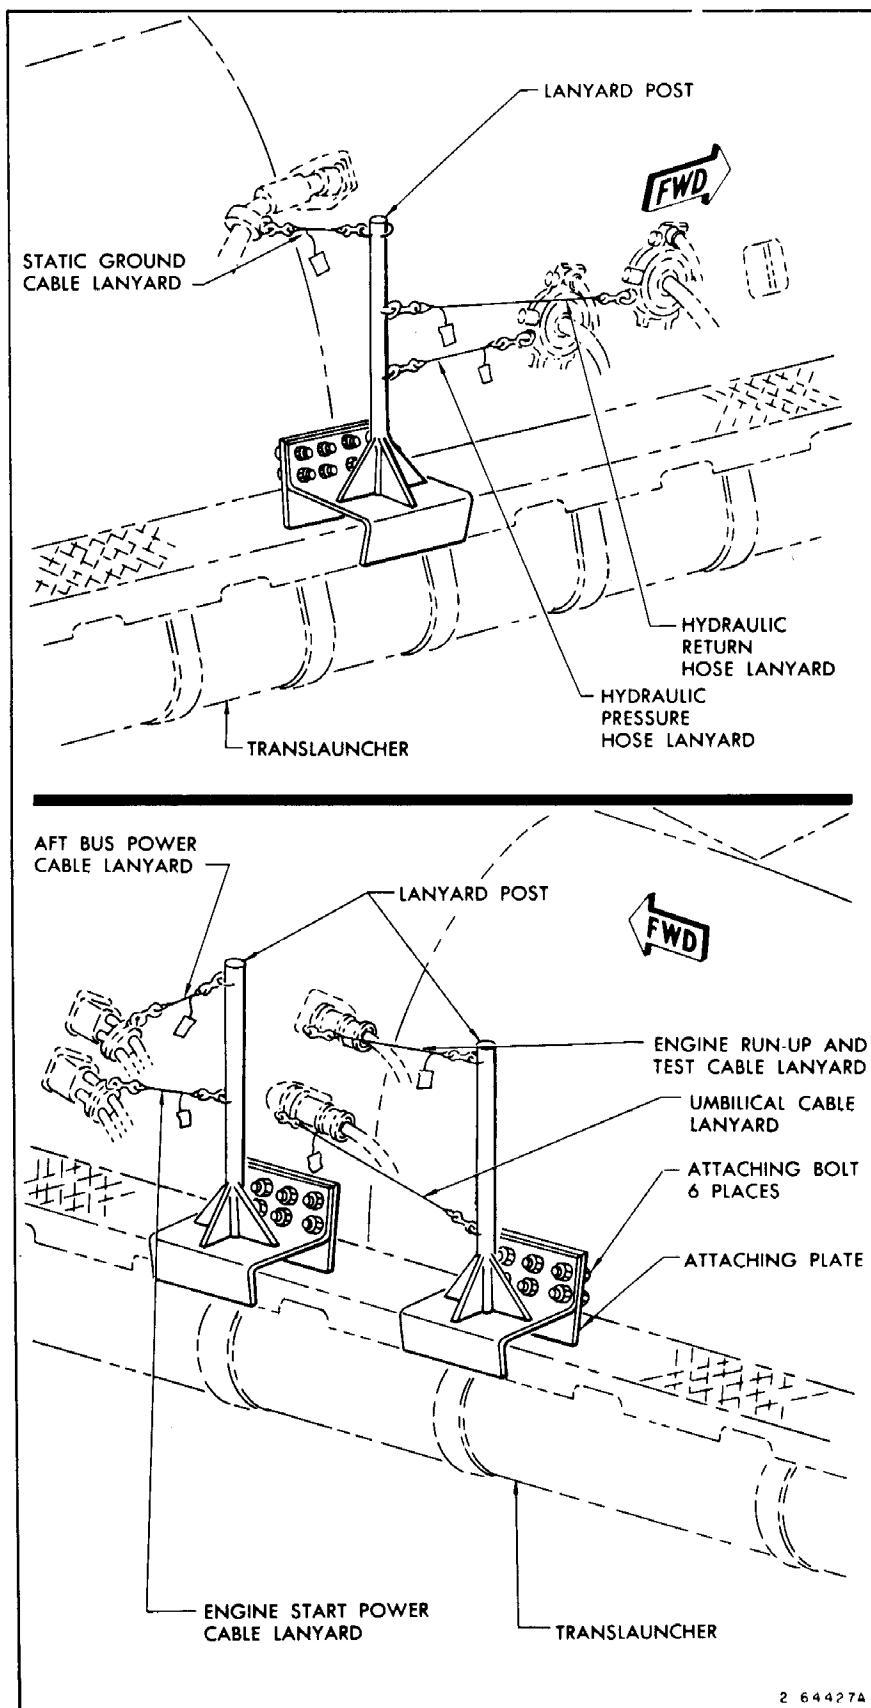 LANYARD POST
FWD
STATIC GROUND
CABLE LANYARD
HYDRAULIC
RETURN
HOSE LANYARD
HYDRAULIC
PRESSURE
HOSE LANYARD
TRANSLAUNCHER
AFT BUS POWER
CABLE LANYARD
LANYARD POST
FWD
ENGINE RUN-UP AND
TEST CABLE LANYARD
UMBILICAL CABLE
LANYARD
ATTACHING BOLT
6 PLACES
ATTACHING PLATE
ENGINE START POWER
CABLE LANYARD
TRANSLAUNCHER
2 64427A